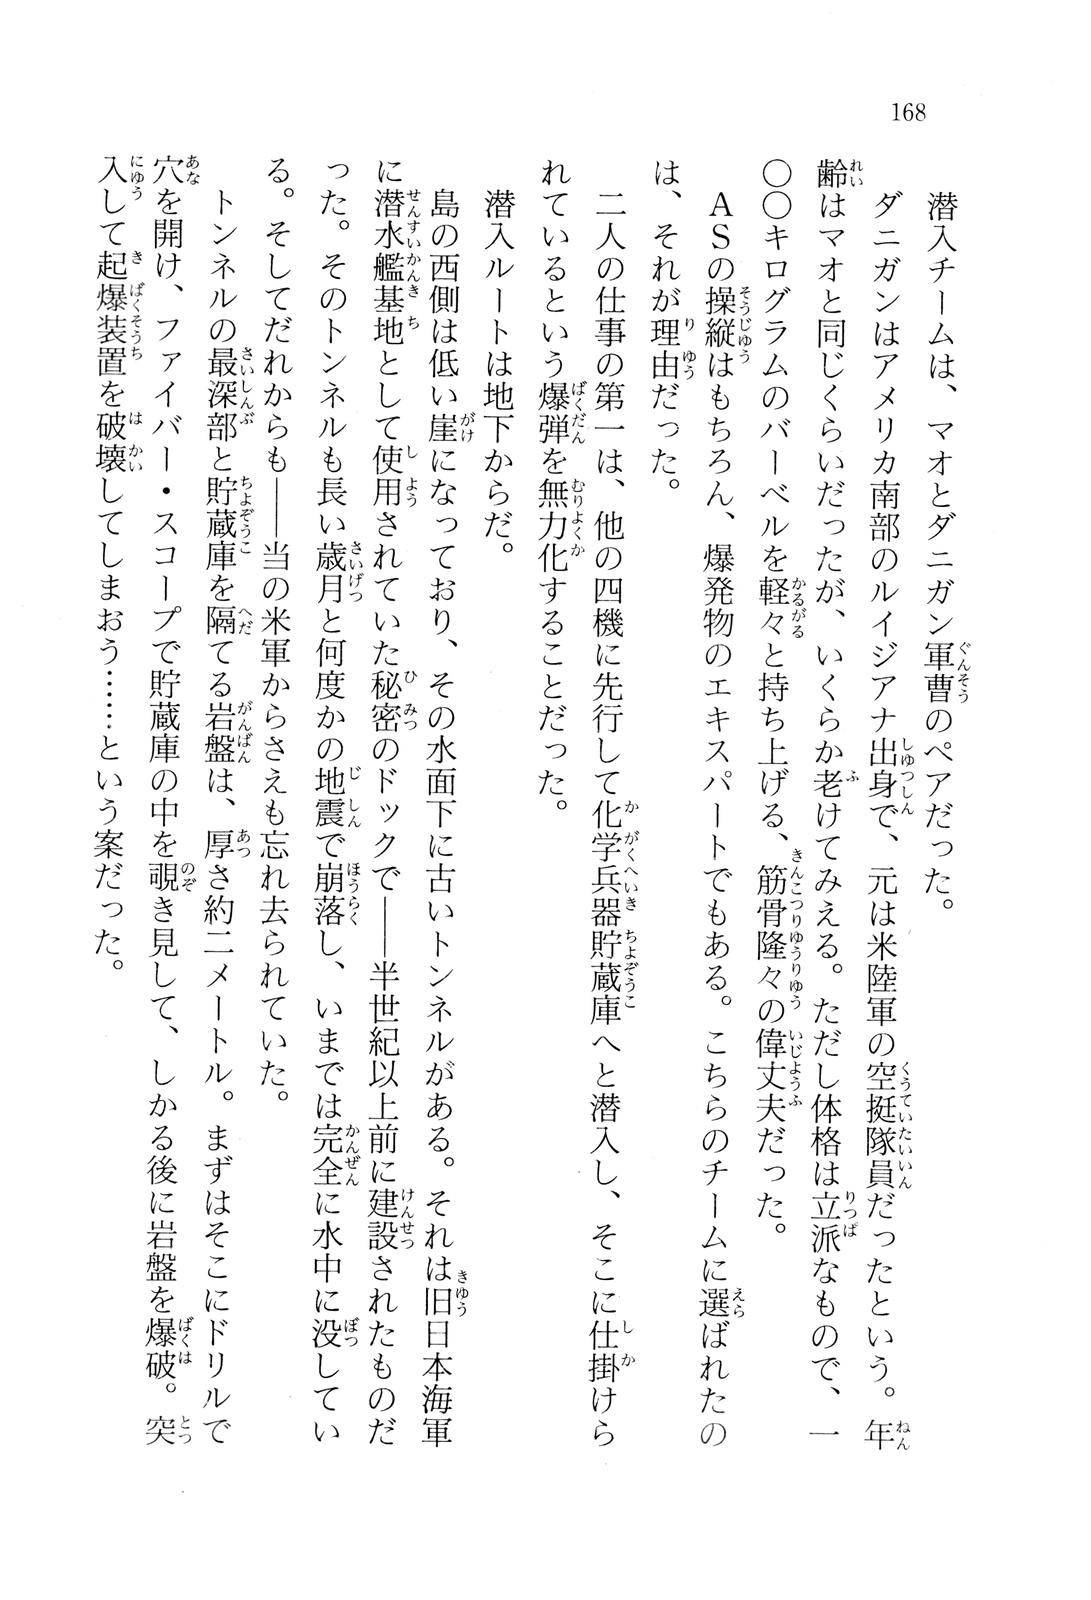 168
　潜入チームは、マオとダニガン軍曹のペアだった。
　ダニガンはアメリカ南部のルイジアナ出身で、元は米陸軍の空挺隊員だったという。年
齢はマオと同じくらいだったが、いくらか老けてみえる。ただし体格は立派なもので、一
〇〇キログラムのバーベルを軽々と持ち上げる、筋骨隆々の偉丈夫だった。
　ＡＳの操縦はもちろん、爆発物のエキスパートでもある。こちらのチームに選ばれたの
は、それが理由だった。
　二人の仕事の第一は、他の四機に先行して化学兵器貯蔵庫へと潜入し、そこに仕掛けら
れているという爆弾を無力化することだった。
　潜入ルートは地下からだ。
　島の西側は低い崖になっており、その水面下に古いトンネルがある。それは旧日本海軍
に潜水艦基地として使用されていた秘密のドックで――半世紀以上前に建設されたものだ
った。そのトンネルも長い歳月と何度かの地震で崩落し、いまでは完全に水中に没してい
る。そしてだれからも――当の米軍からさえも忘れ去られていた。
　トンネルの最深部と貯蔵庫を隔てる岩盤は、厚さ約二メートル。まずはそこにドリルで
穴を開け、ファイバー・スコープで貯蔵庫の中を覗き見して、しかる後に岩盤を爆破。突
入して起爆装置を破壊してしまおう……という案だった。